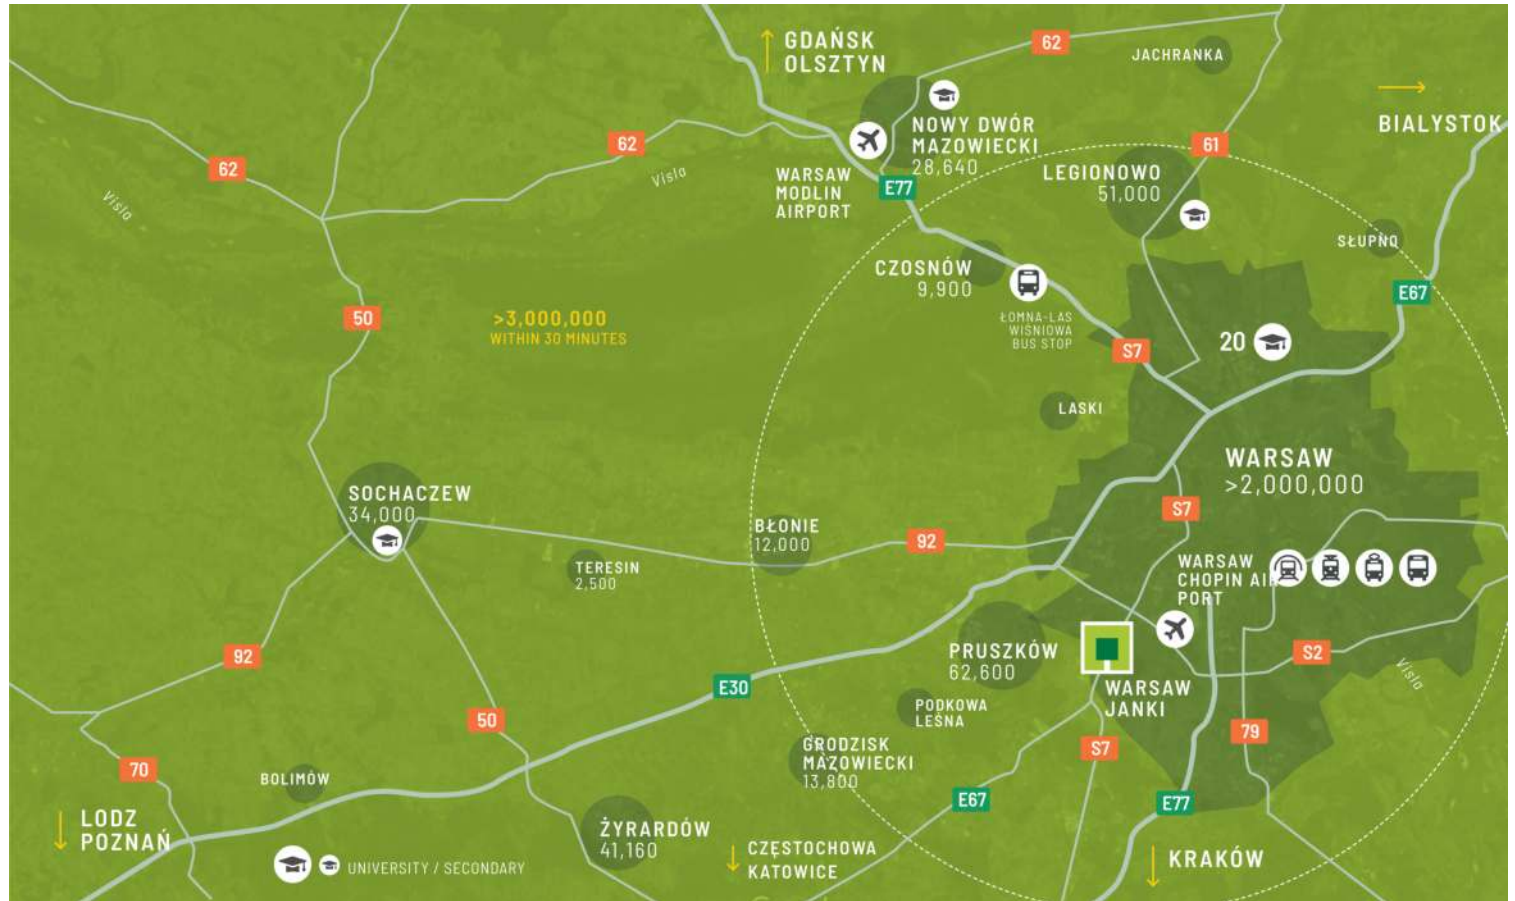 GDAŃSK
OLSZTYN
62
JACHRANKA
BIALYSTOK
NOWY DWÓR
MAZOWIECKI
28,640
62
61
62
WARSAW
MODLIN
AIRPORT
E77
LEGIONOWO
51,000
Visla
Visla
SŁUPNO
CZOSNÓW
9,900
E67
ŁOMNA-LAS
WIŚNIOWA
BUS STOP
50
>3,000,000
WITHIN 30 MINUTES
S7
20
LASKI
WARSAW
>2,000,000
SOCHACZEW
34,000
S7
BŁONIE
12,000
92
TERESIN
2,500
WARSAW
CHOPIN AIR
PORT
92
PRUSZKÓW
62,600
S2
Visla
E30
WARSAW
JANKI
PODKOWA
LEŚNA
50
79
GRODZISK
MAZOWIECKI
13,800
S7
70
BOLIMÓW
E67
E77
LODZ
POZNAŃ
ŻYRARDÓW
41,160
CZĘSTOCHOWA
KATOWICE
KRAKÓW
UNIVERSITY / SECONDARY